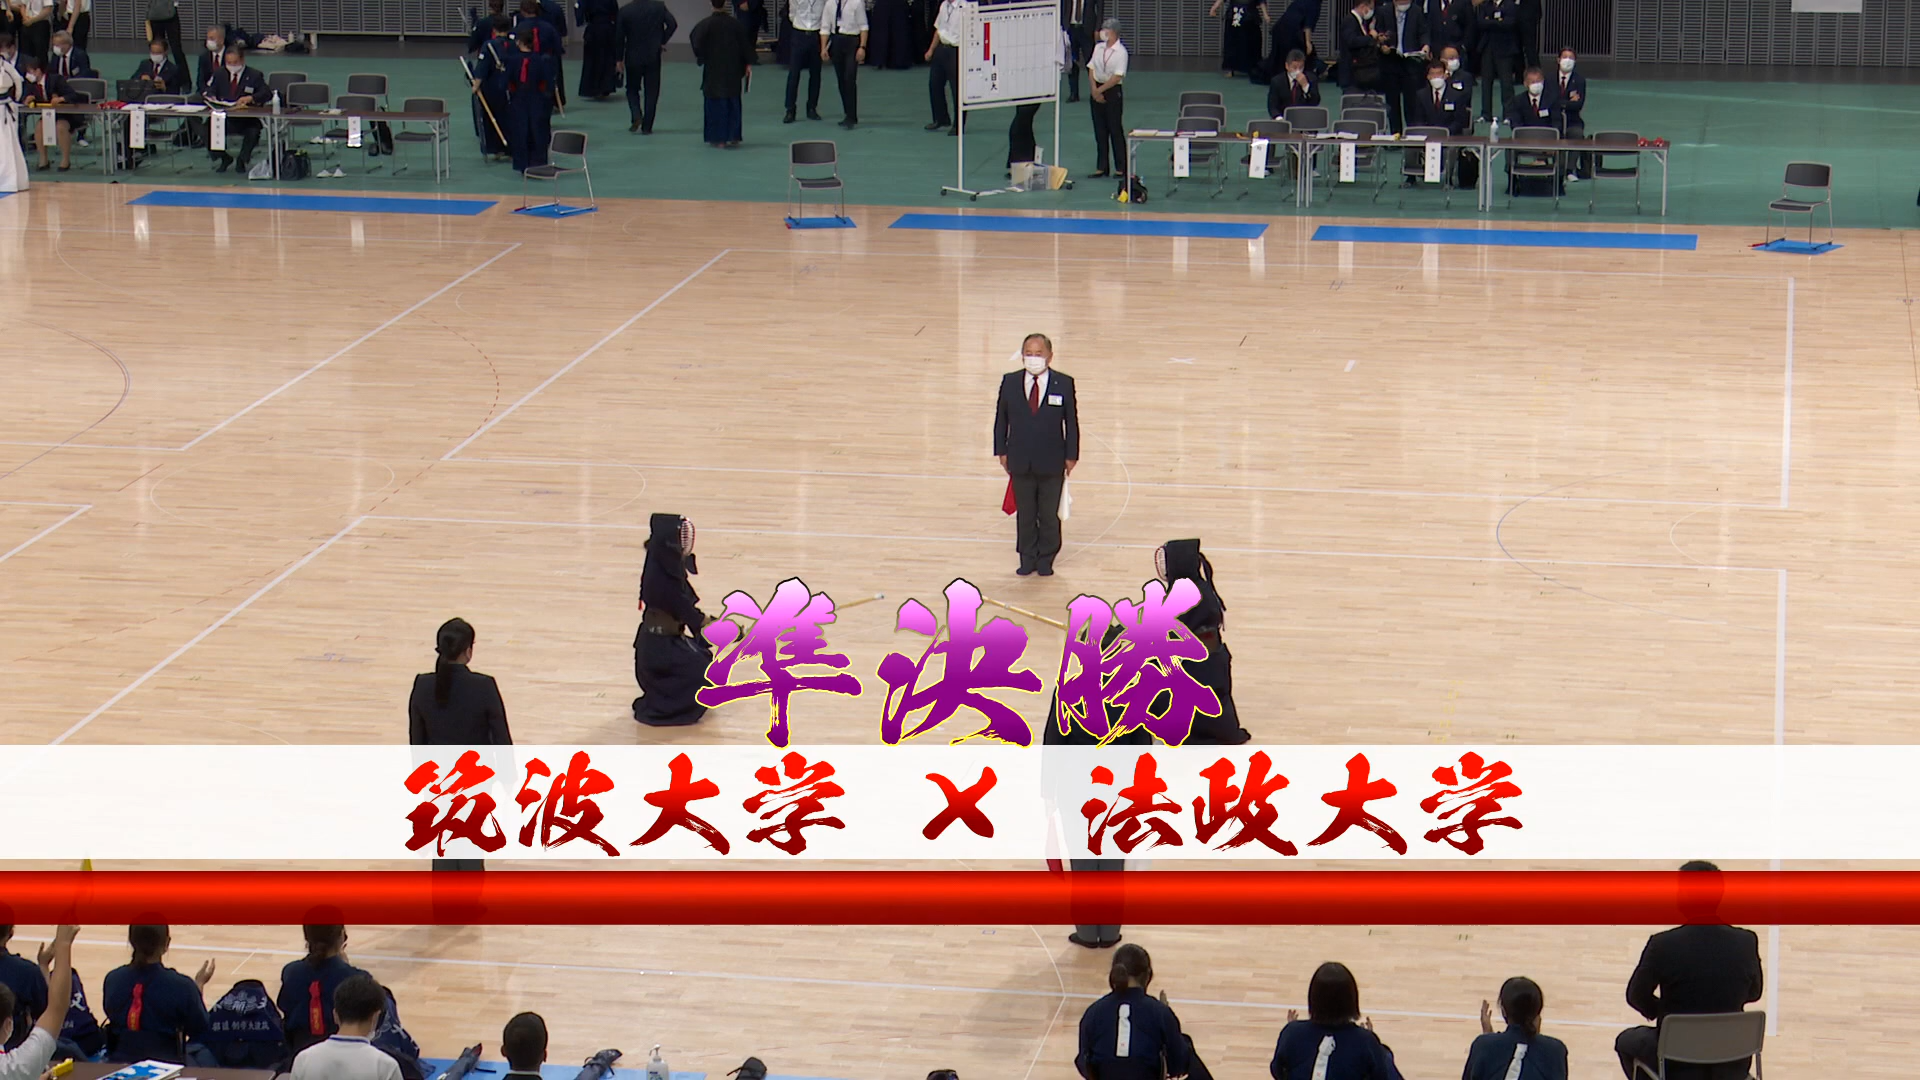 準決勝
筑波大学 × 法政大学